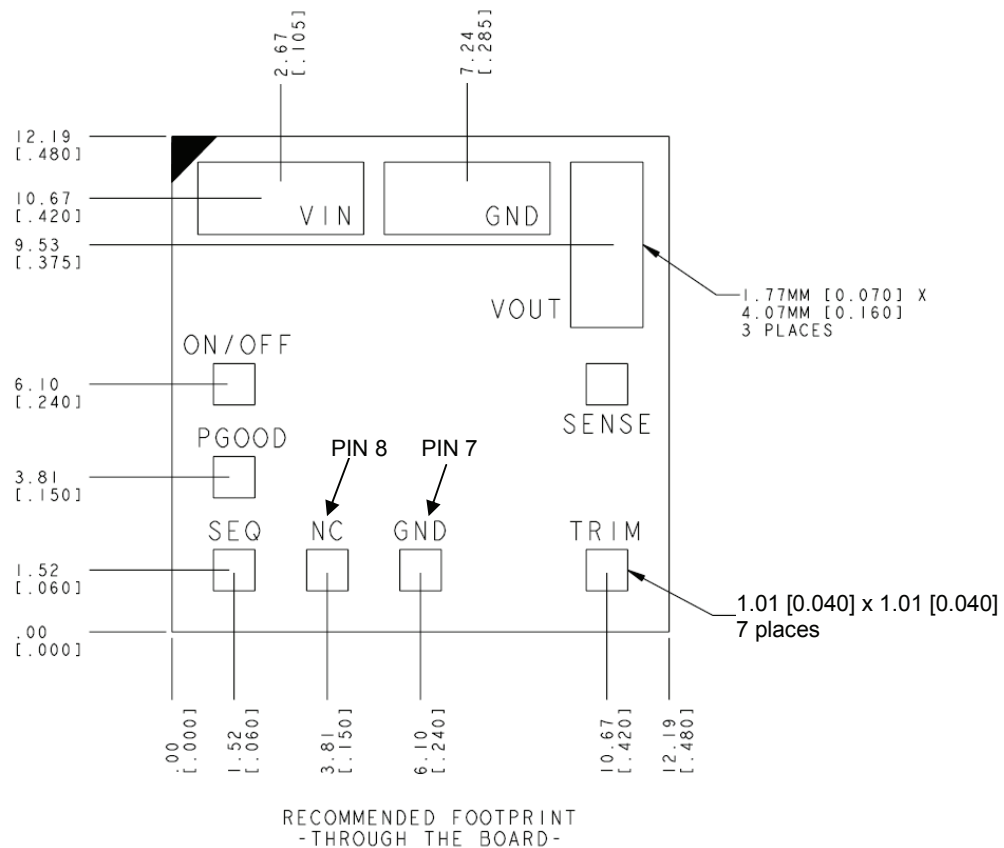 2.67
[.105]
7.24
[.285]
12.19
[.480]
10.67
[.420]
VIN
GND
9.53
[.375]
1.77MM [0.070] X
4.07MM [0.160]
3 PLACES
VOUT
ON/OFF
6.10
[.240]
SENSE
PGOOD
PIN 8
PIN 7
3.81
[.150]
SEQ
NC
GND
TRIM
1.52
[.060]
1.01 [0.040] x 1.01 [0.040]
7 places
.00
[.000]
.00
[.000]
1.52
[.060]
3.81
[.150]
6.10
[.240]
10.67
[.420]
12.19
[.480]
RECOMMENDED FOOTPRINT
-THROUGH THE BOARD-